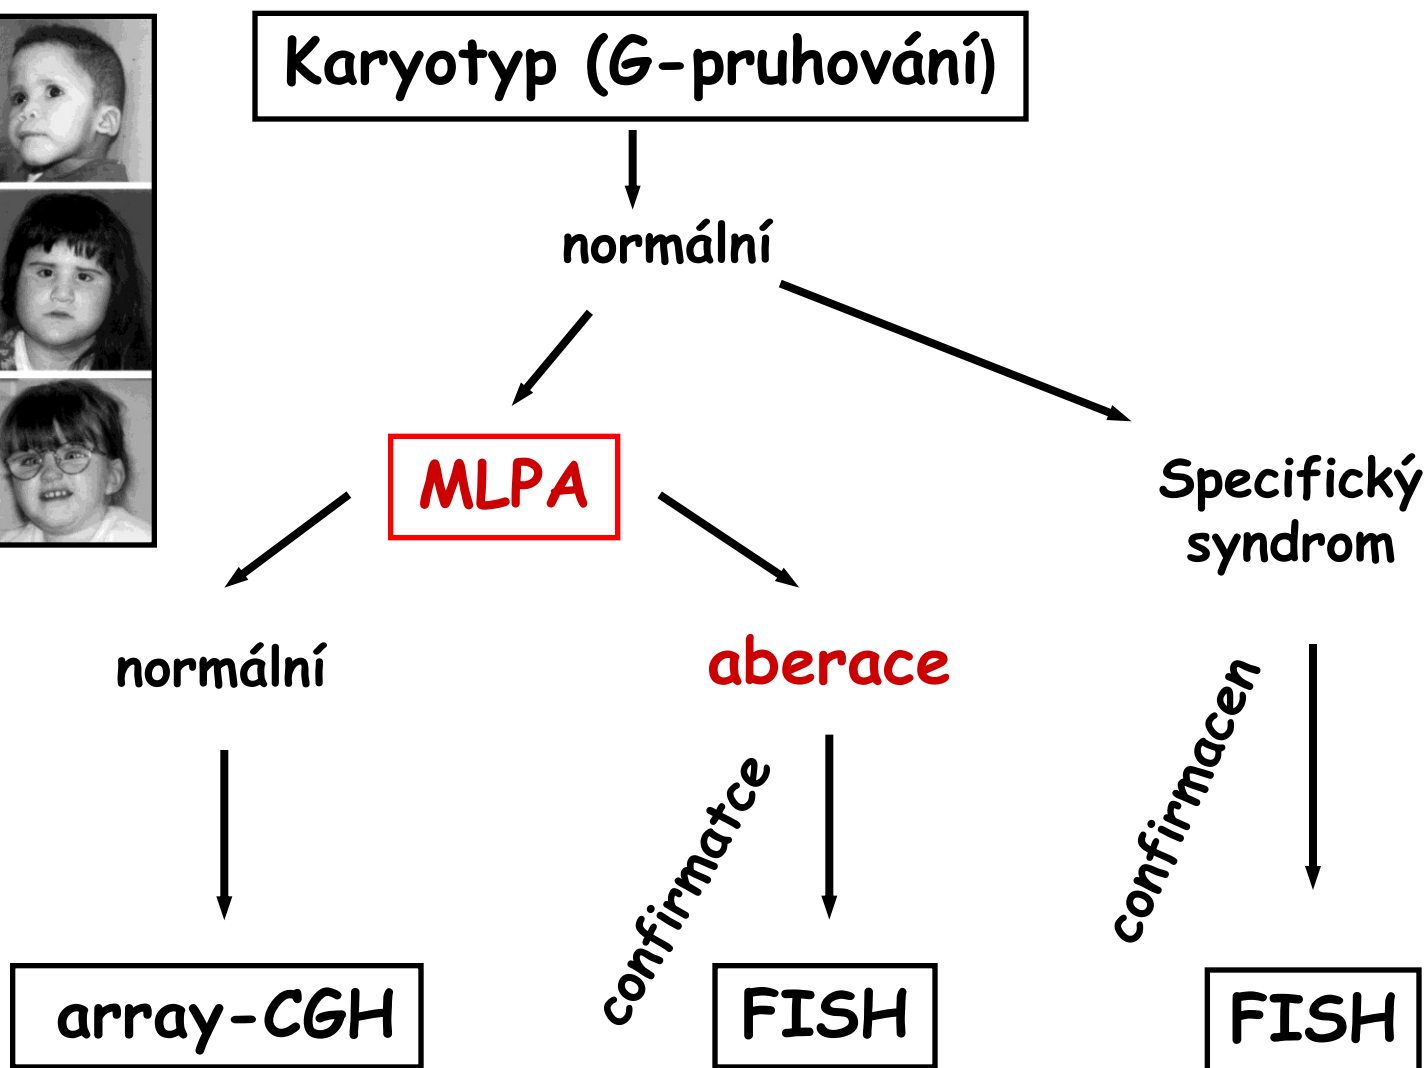 Karyotyp (G-pruhování)
normální
MLPA
Specifický
syndrom
normální
aberace
confirmatce
confirmacen
array-CGH
FISH
FISH